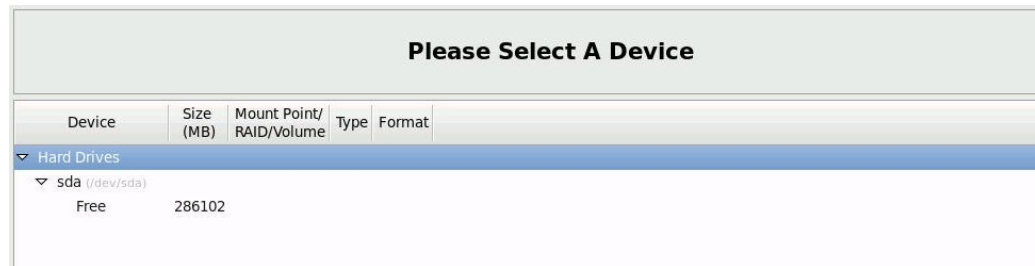 Please Select A Device
Device Size (MB) Mount Point/ RAID/Volume Type Format
Hard Drives
sda (/dev/sda)
Free 286102